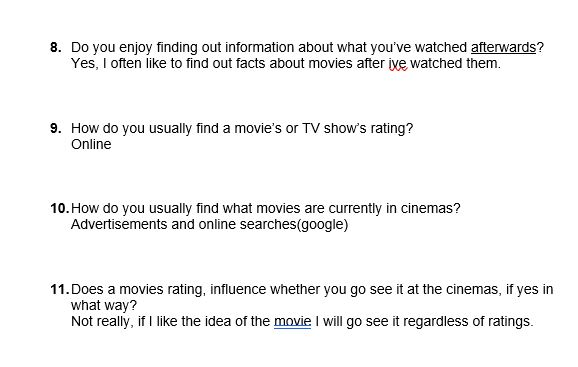 8. Do you enjoy finding out information about what you've watched afterwards?
Yes, I often like to find out facts about movies after ive watched them.
9. How do you usually find a movie's or TV show's rating?
Online
10. How do you usually find what movies are currently in cinemas?
Advertisements and online searches(google)
11. Does a movies rating, influence whether you go see it at the cinemas, if yes in
what way?
Not really, if I like the idea of the movie I will go see it regardless of ratings.